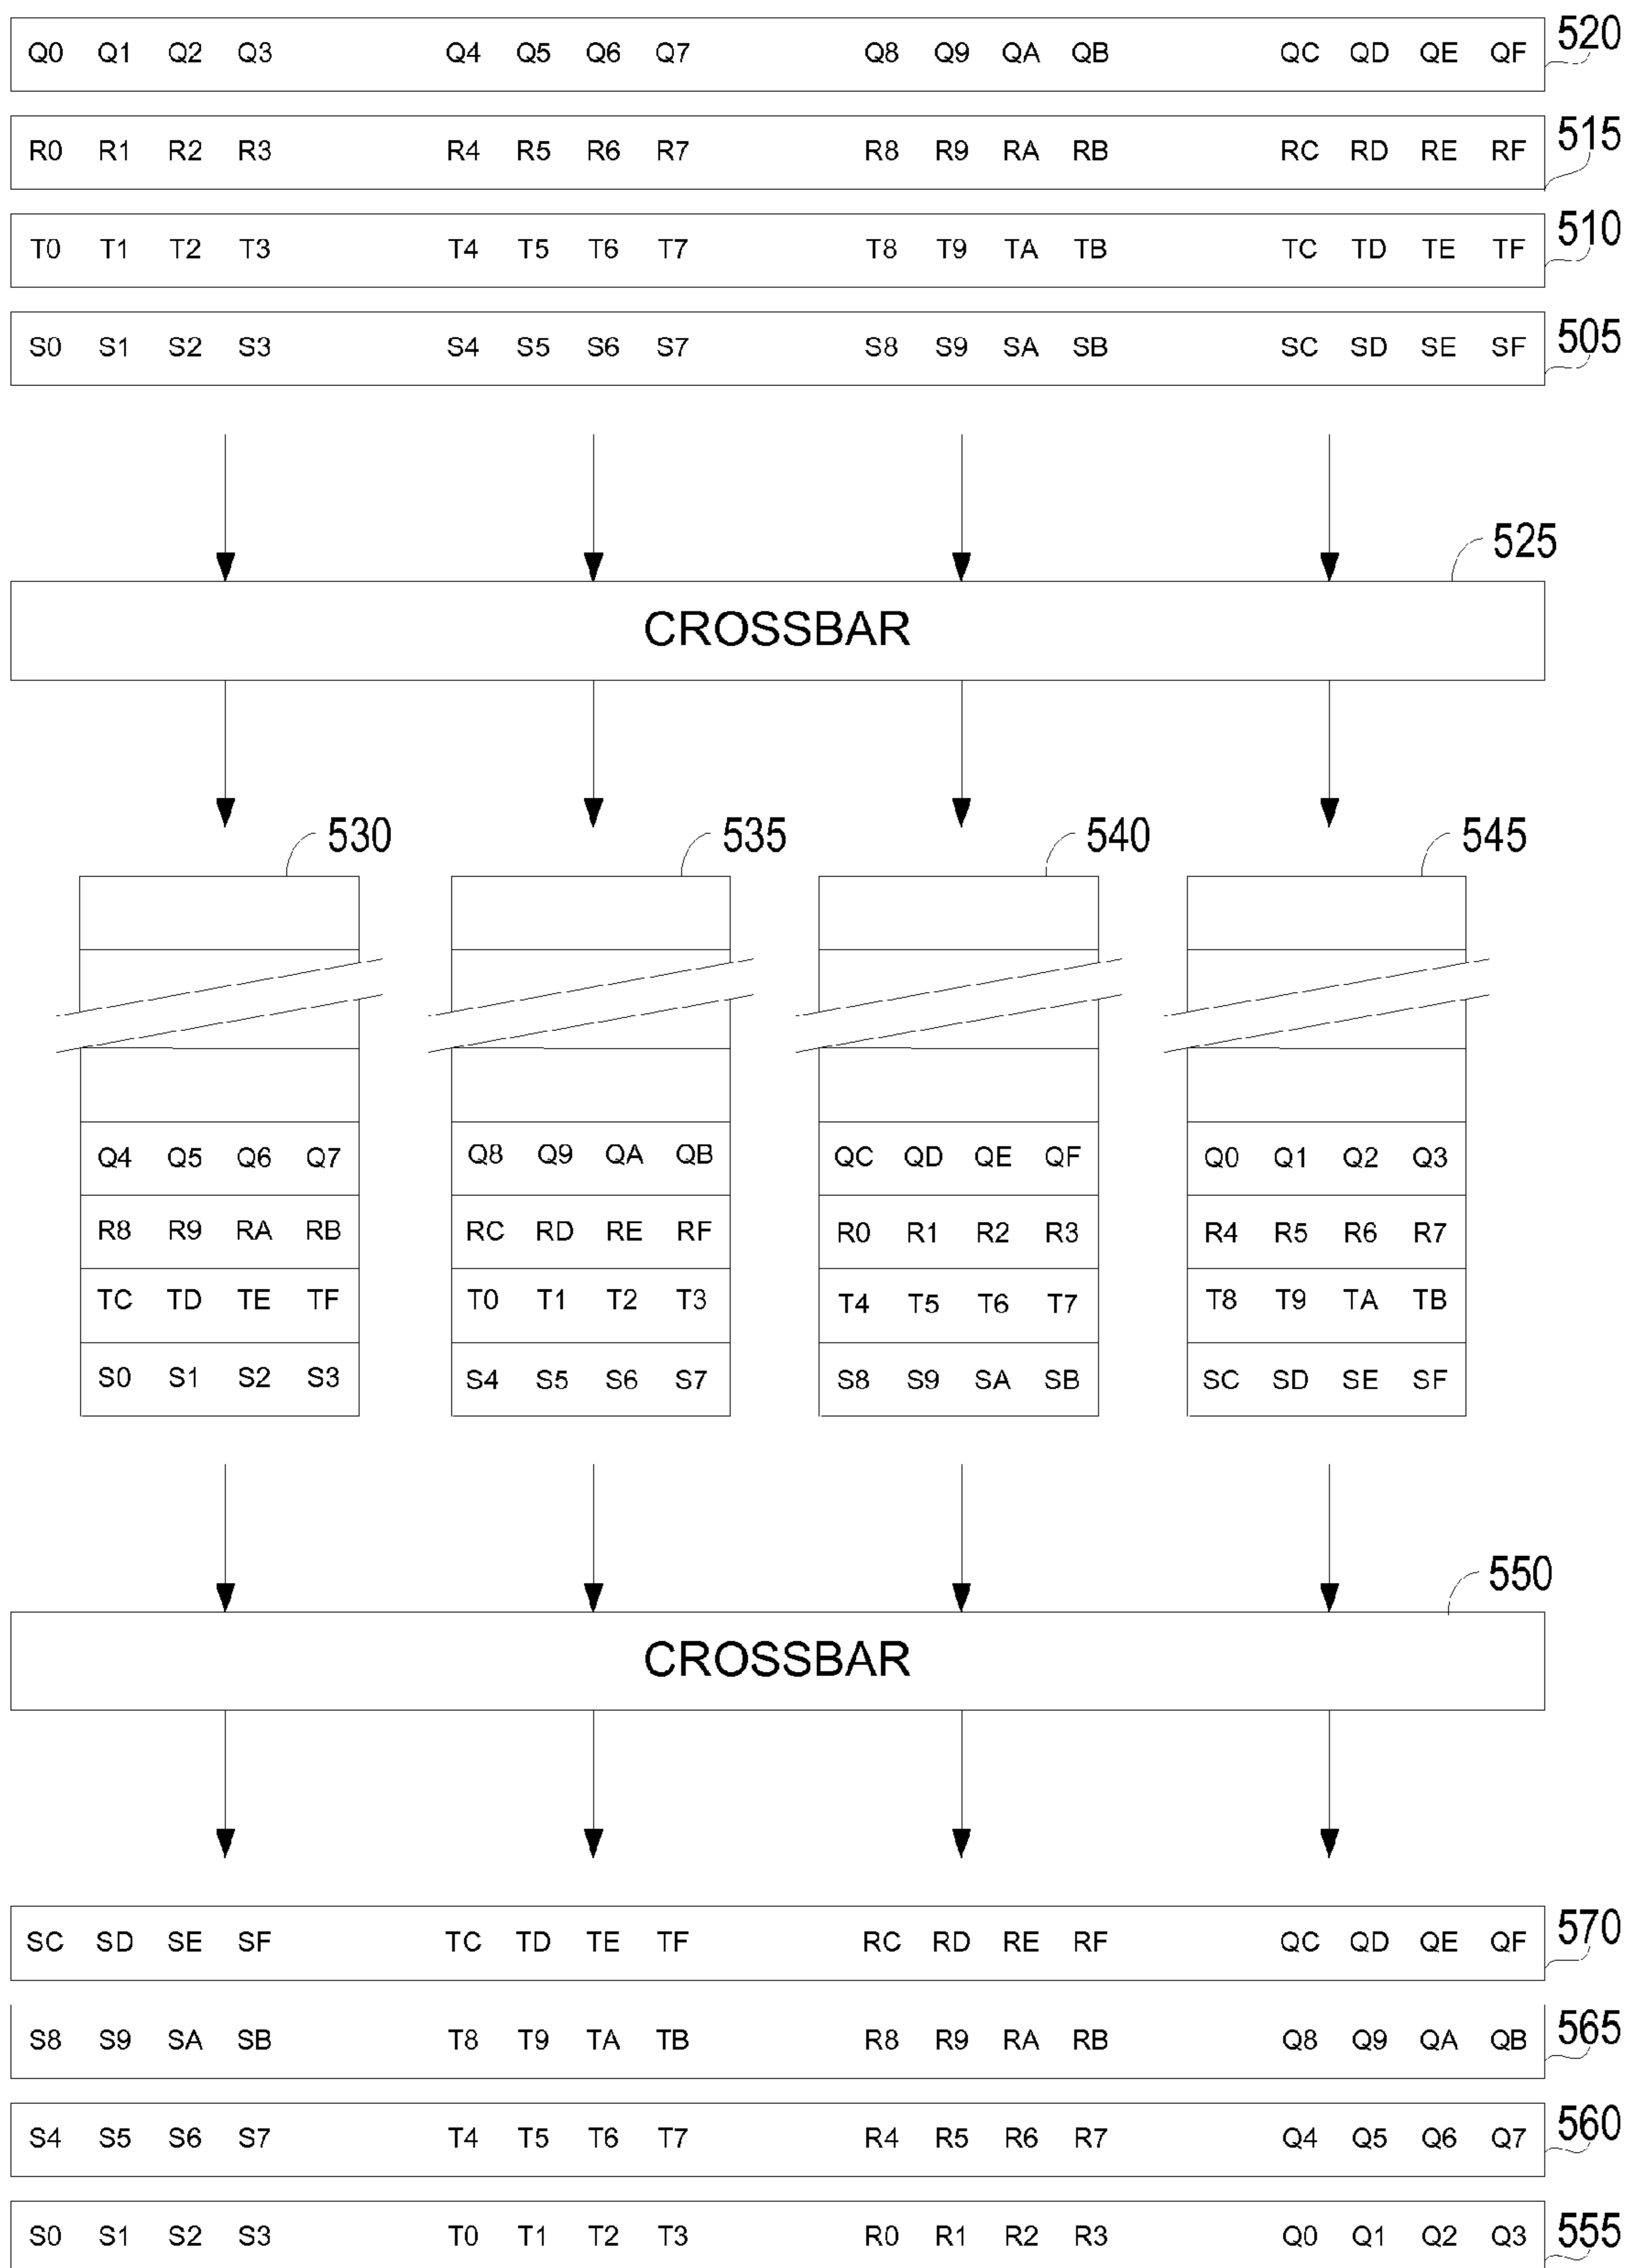 Q0 Q1 Q2 Q3 Q4 Q5 Q6 Q7 Q8 Q9 QA QB QC QD QE QF 520
R0 R1 R2 R3 R4 R5 R6 R7 R8 R9 RA RB RC RD RE RF 515
T0 T1 T2 T3 T4 T5 T6 T7 T8 T9 TA TB TC TD TE TF 510
S0 S1 S2 S3 S4 S5 S6 S7 S8 S9 SA SB SC SD SE SF 505
525
CROSSBAR
530 535 540 545
Q4 Q5 Q6 Q7 Q8 Q9 QA QB QC QD QE QF Q0 Q1 Q2 Q3
R8 R9 RA RB RC RD RE RF R0 R1 R2 R3 R4 R5 R6 R7
TC TD TE TF T0 T1 T2 T3 T4 T5 T6 T7 T8 T9 TA TB
S0 S1 S2 S3 S4 S5 S6 S7 S8 S9 SA SB SC SD SE SF
550
CROSSBAR
SC SD SE SF TC TD TE TF RC RD RE RF QC QD QE QF 570
S8 S9 SA SB T8 T9 TA TB R8 R9 RA RB Q8 Q9 QA QB 565
S4 S5 S6 S7 T4 T5 T6 T7 R4 R5 R6 R7 Q4 Q5 Q6 Q7 560
S0 S1 S2 S3 T0 T1 T2 T3 R0 R1 R2 R3 Q0 Q1 Q2 Q3 555